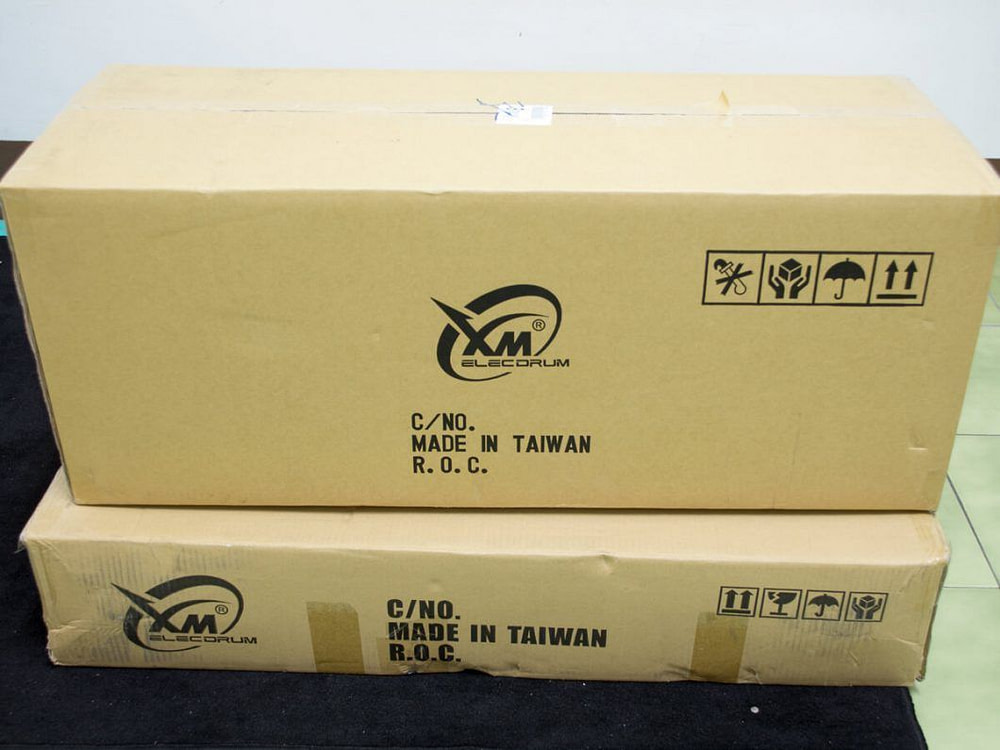 XM®
ELECDRUM
C/NO.
MADE IN TAIWAN
R.O.C.
XM®
ELECDRUM
C/NO.
MADE IN TAIWAN
R.O.C.